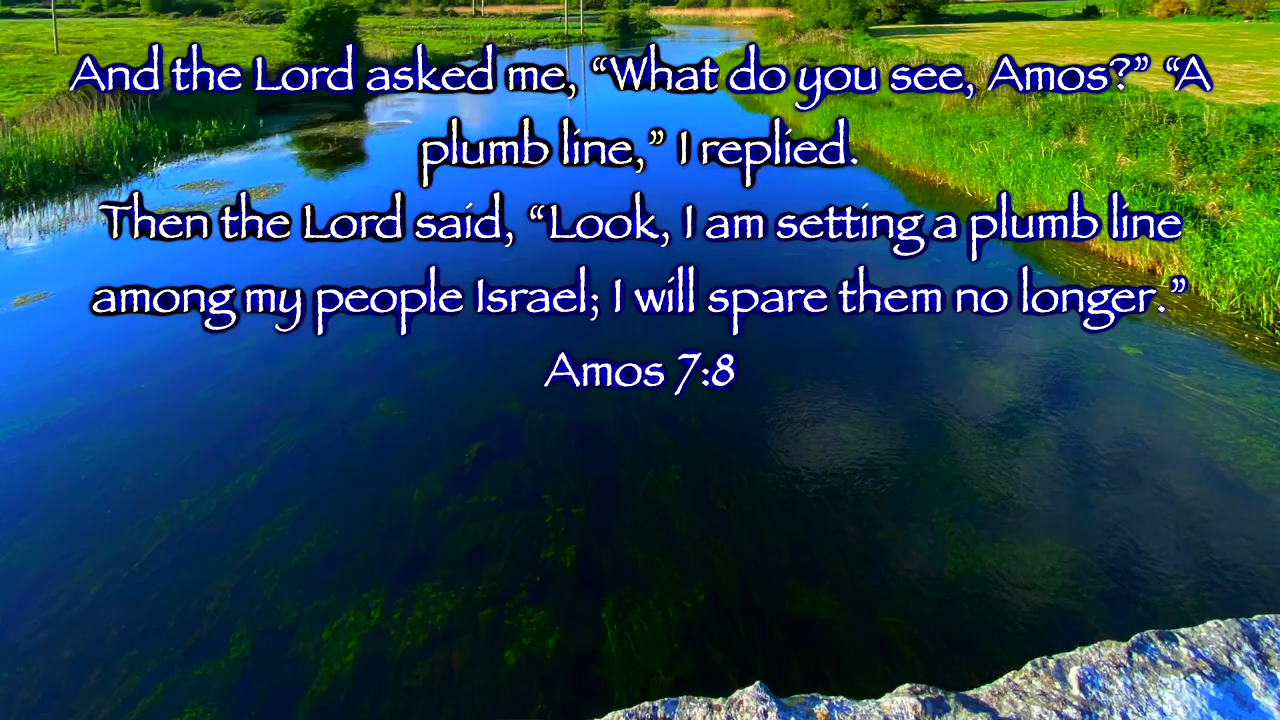 And the Lord asked me, “What do you see, Amos?” “A
plumb line,” I replied.
Then the Lord said, “Look, I am setting a plumb line
among my people Israel; I will spare them no longer.”
Amos 7:8